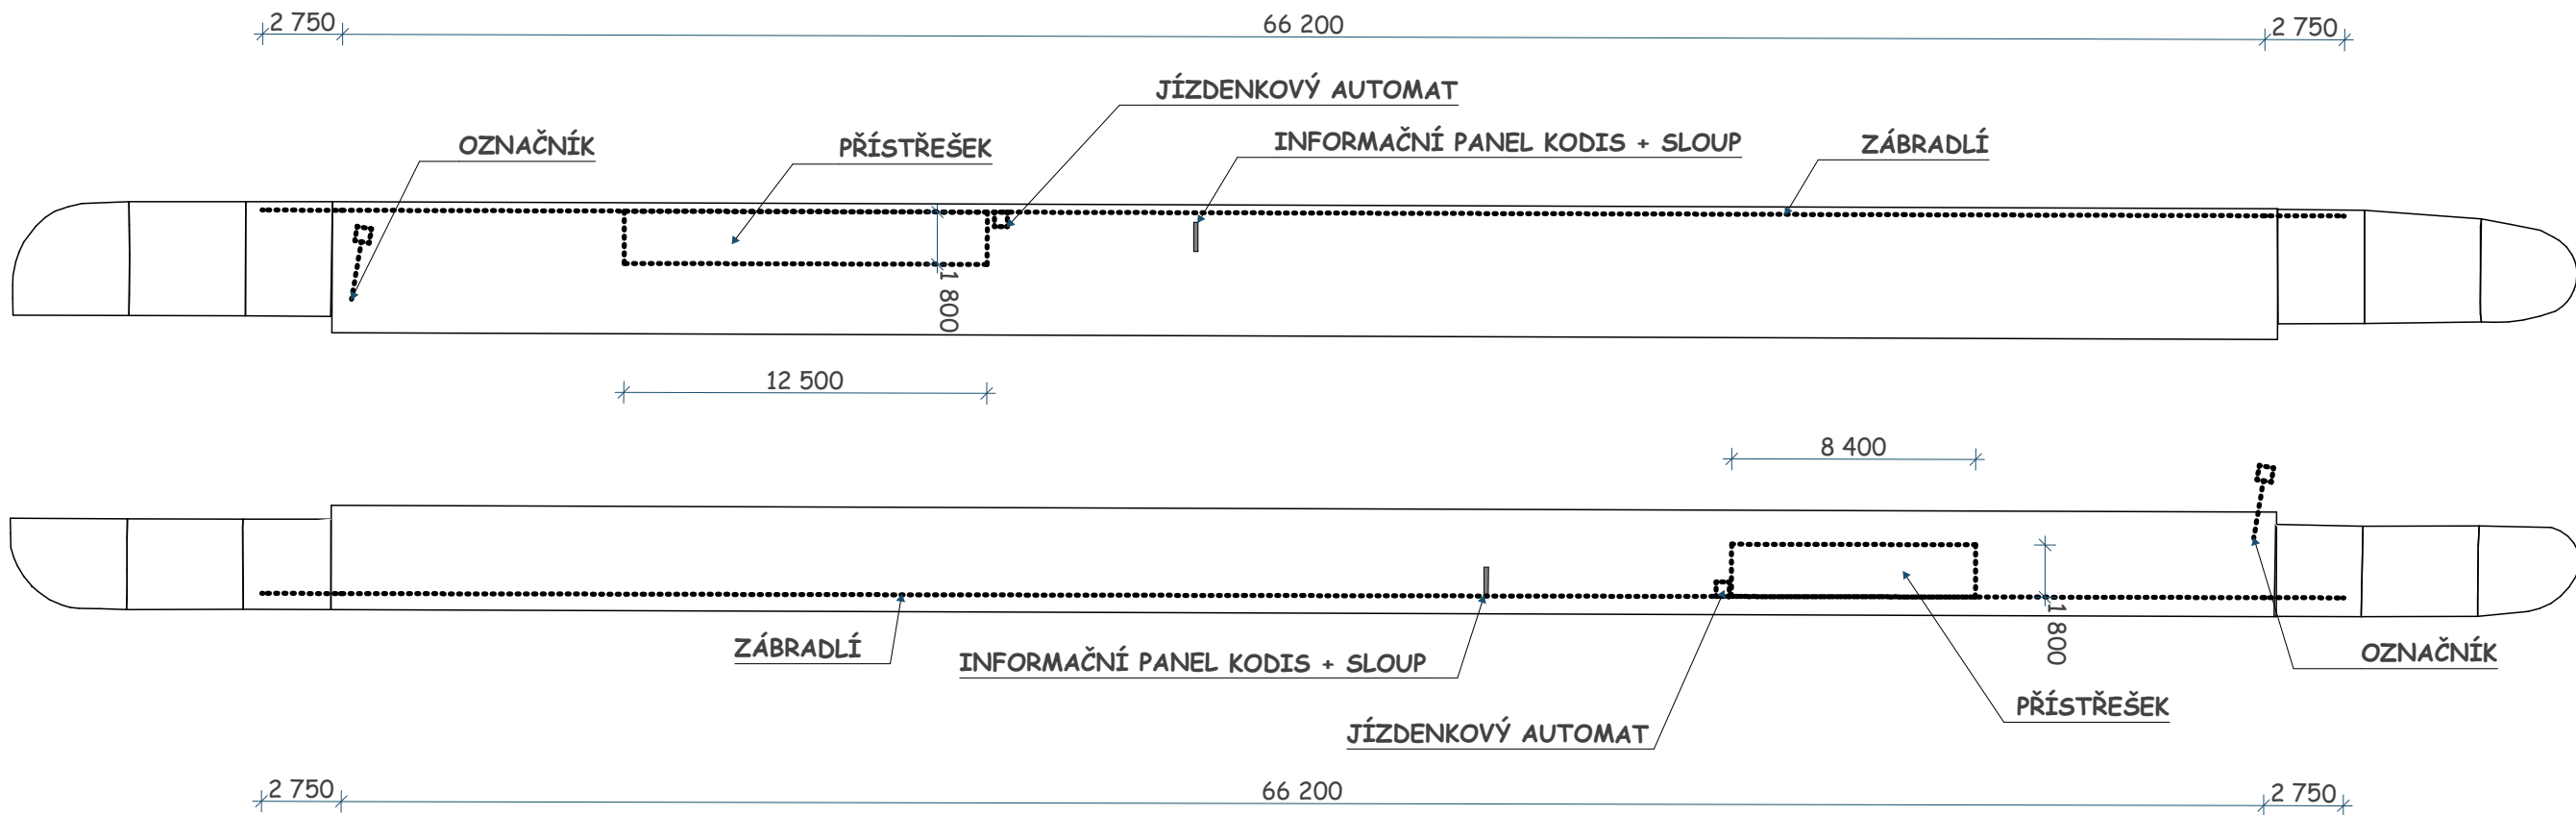 2 750
66 200
2 750
JÍZDENKOVÝ AUTOMAT
OZNAČNÍK
PŘÍSTŘEŠEK
INFORMAČNÍ PANEL KODIS + SLOUP
ZÁBRADLÍ
1 800
12 500
8 400
ZÁBRADLÍ
INFORMAČNÍ PANEL KODIS + SLOUP
1 800
OZNAČNÍK
PŘÍSTŘEŠEK
JÍZDENKOVÝ AUTOMAT
2 750
66 200
2 750